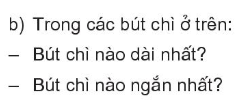 b) Trong các bút chì ở trên:
– Bút chì nào dài nhất?
– Bút chì nào ngắn nhất?